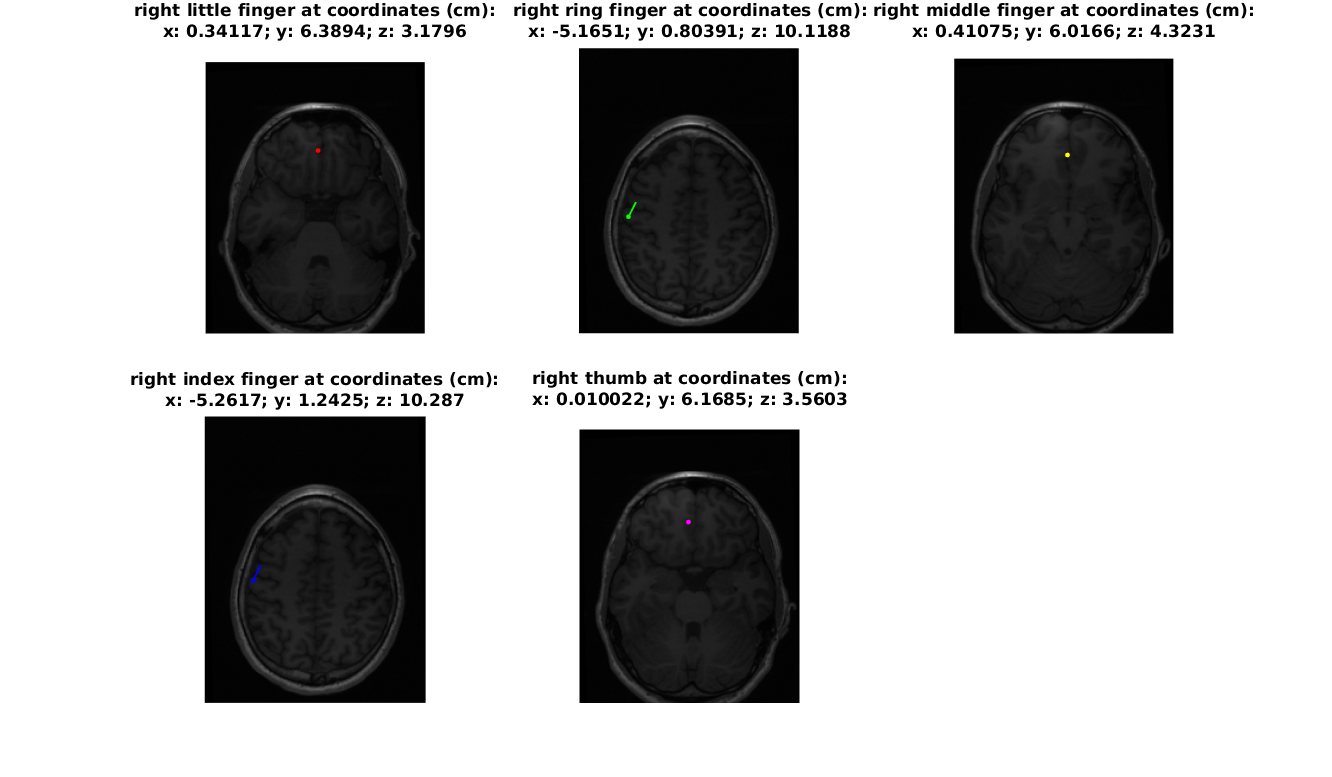 right little finger at coordinates (cm):
x: 0.34117; y: 6.3894; z: 3.1796
right ring finger at coordinates (cm):
x: -5.1651; y: 0.80391; z: 10.1188
right middle finger at coordinates (cm):
x: 0.41075; y: 6.0166; z: 4.3231
right index finger at coordinates (cm):
x: -5.2617; y: 1.2425; z: 10.287
right thumb at coordinates (cm):
x: 0.010022; y: 6.1685; z: 3.5603